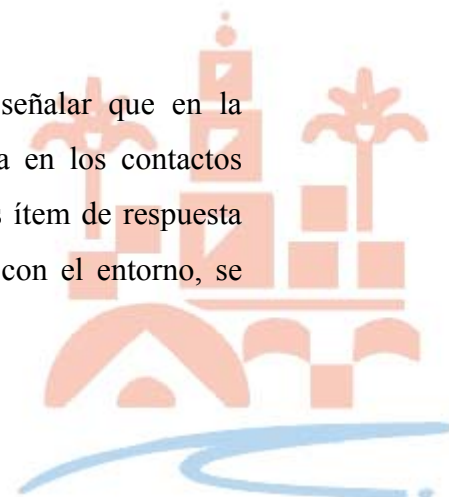 señalar que en la
a en los contactos
ítem de respuesta
con el entorno, se